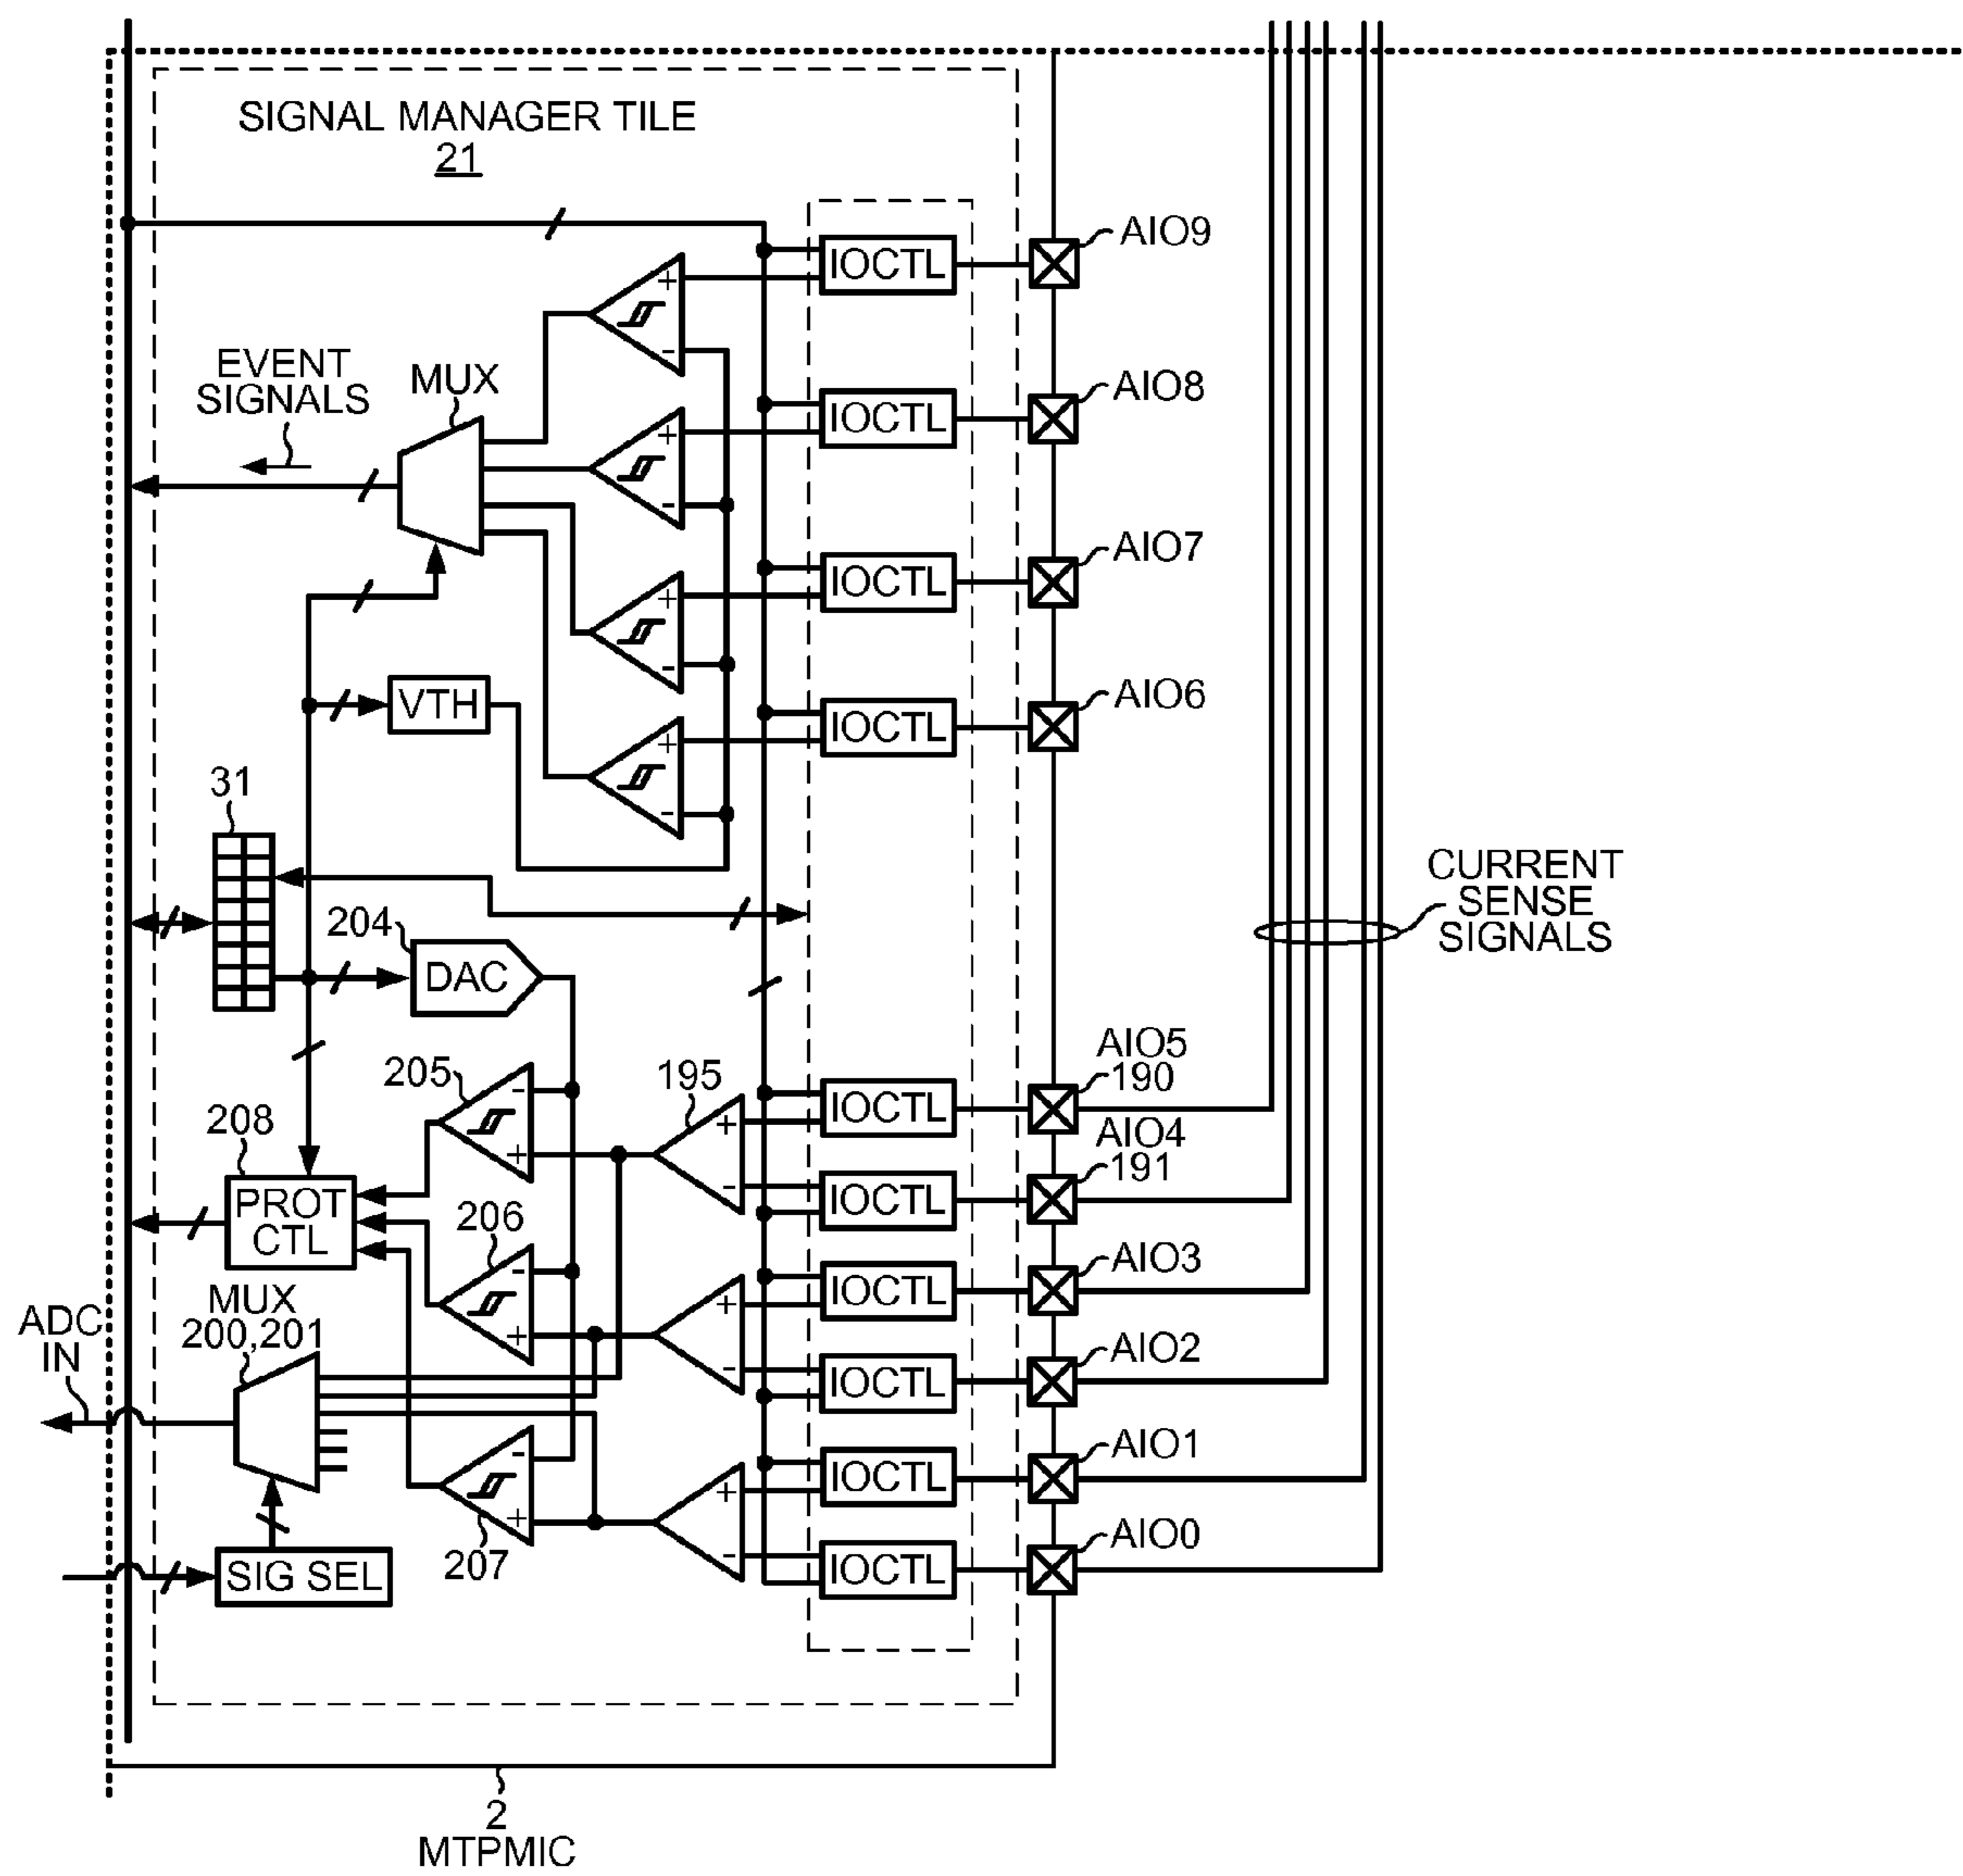 SIGNAL MANAGER TILE
21
IOCTL
AIO9
+
-
EVENT
SIGNALS
MUX
IOCTL
AIO8
+
-
IOCTL
AIO7
+
-
VTH
IOCTL
AIO6
+
-
31
204
DAC
CURRENT
SENSE
SIGNALS
205
-
+
195
+
-
IOCTL
AIO5
190
IOCTL
AIO4
191
208
PROT
CTL
206
-
+
+
-
IOCTL
AIO3
IOCTL
AIO2
MUX
200,201
ADC
IN
207
-
+
+
-
IOCTL
AIO1
IOCTL
AIO0
SIG SEL
2
MTPMIC